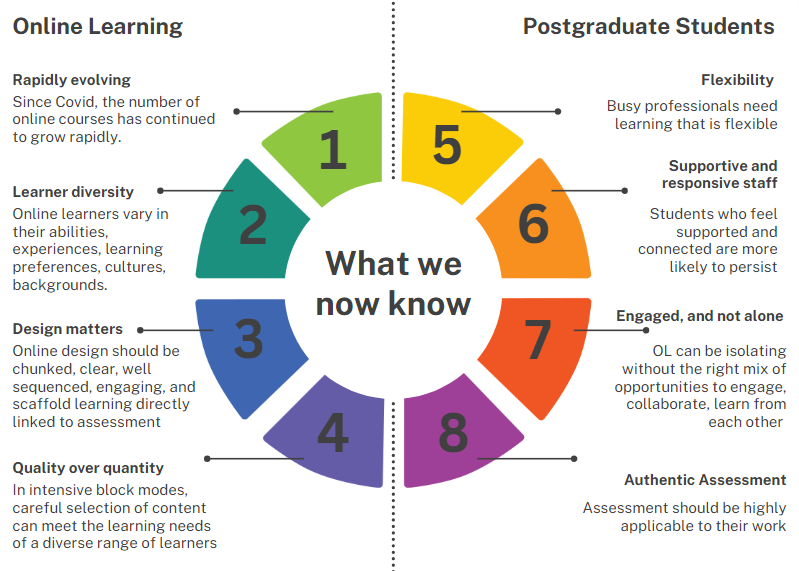 Online Learning
Rapidly evolving
Since Covid, the number of
online courses has continued
to grow rapidly.
Learner diversity
Online learners vary in
their abilities,
experiences, learning
preferences, cultures,
backgrounds.
Design matters
Online design should be
chunked, clear, well
sequenced, engaging, and
scaffold learning directly
linked to assessment
Quality over quantity
In intensive block modes,
careful selection of content
can meet the learning needs
of a diverse range of learners
1
2
3
4
What we
now know
5
6
7
8
Postgraduate Students
Flexibility
Busy professionals need
learning that is flexible
Supportive and
responsive staff
Students who feel
supported and
connected are more
likely to persist
Engaged, and not alone
OL can be isolating
without the right mix of
opportunities to engage,
collaborate, learn from
each other
Authentic Assessment
Assessment should be highly
applicable to their work